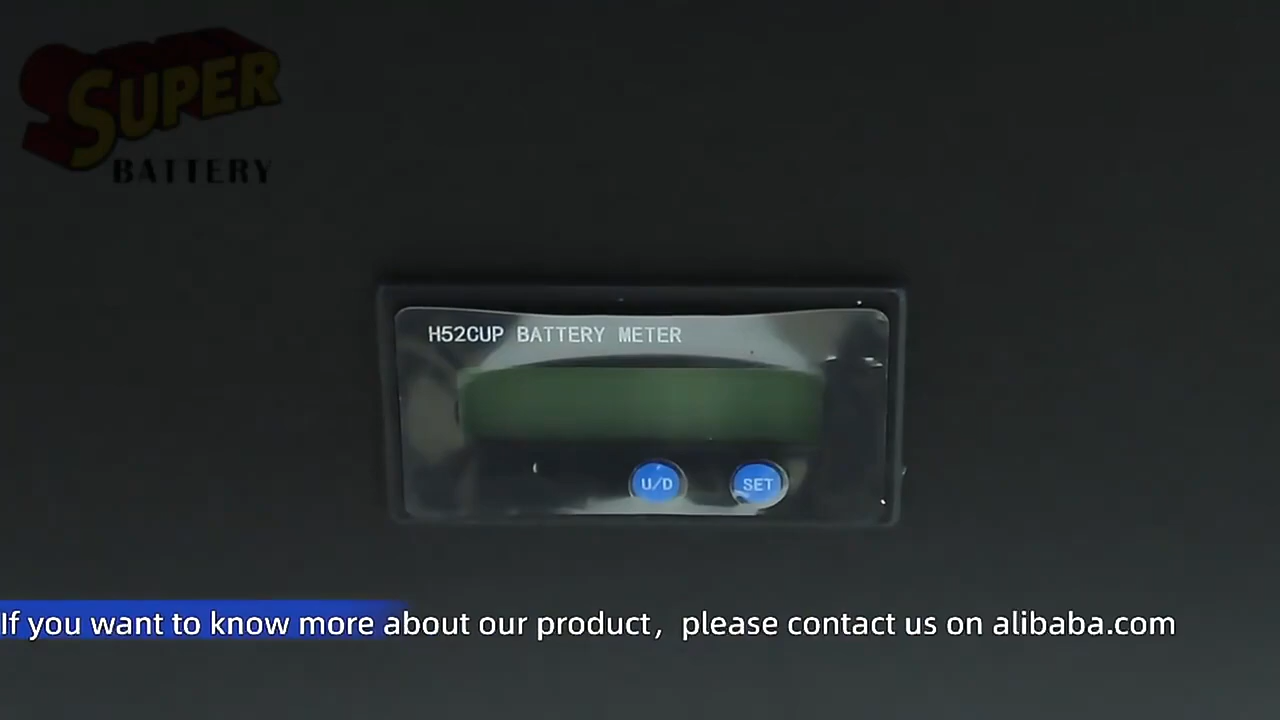 SUPER
BATTERY
H52CUP BATTERY METER
U/D SET
If you want to know more about our product，please contact us on alibaba.com